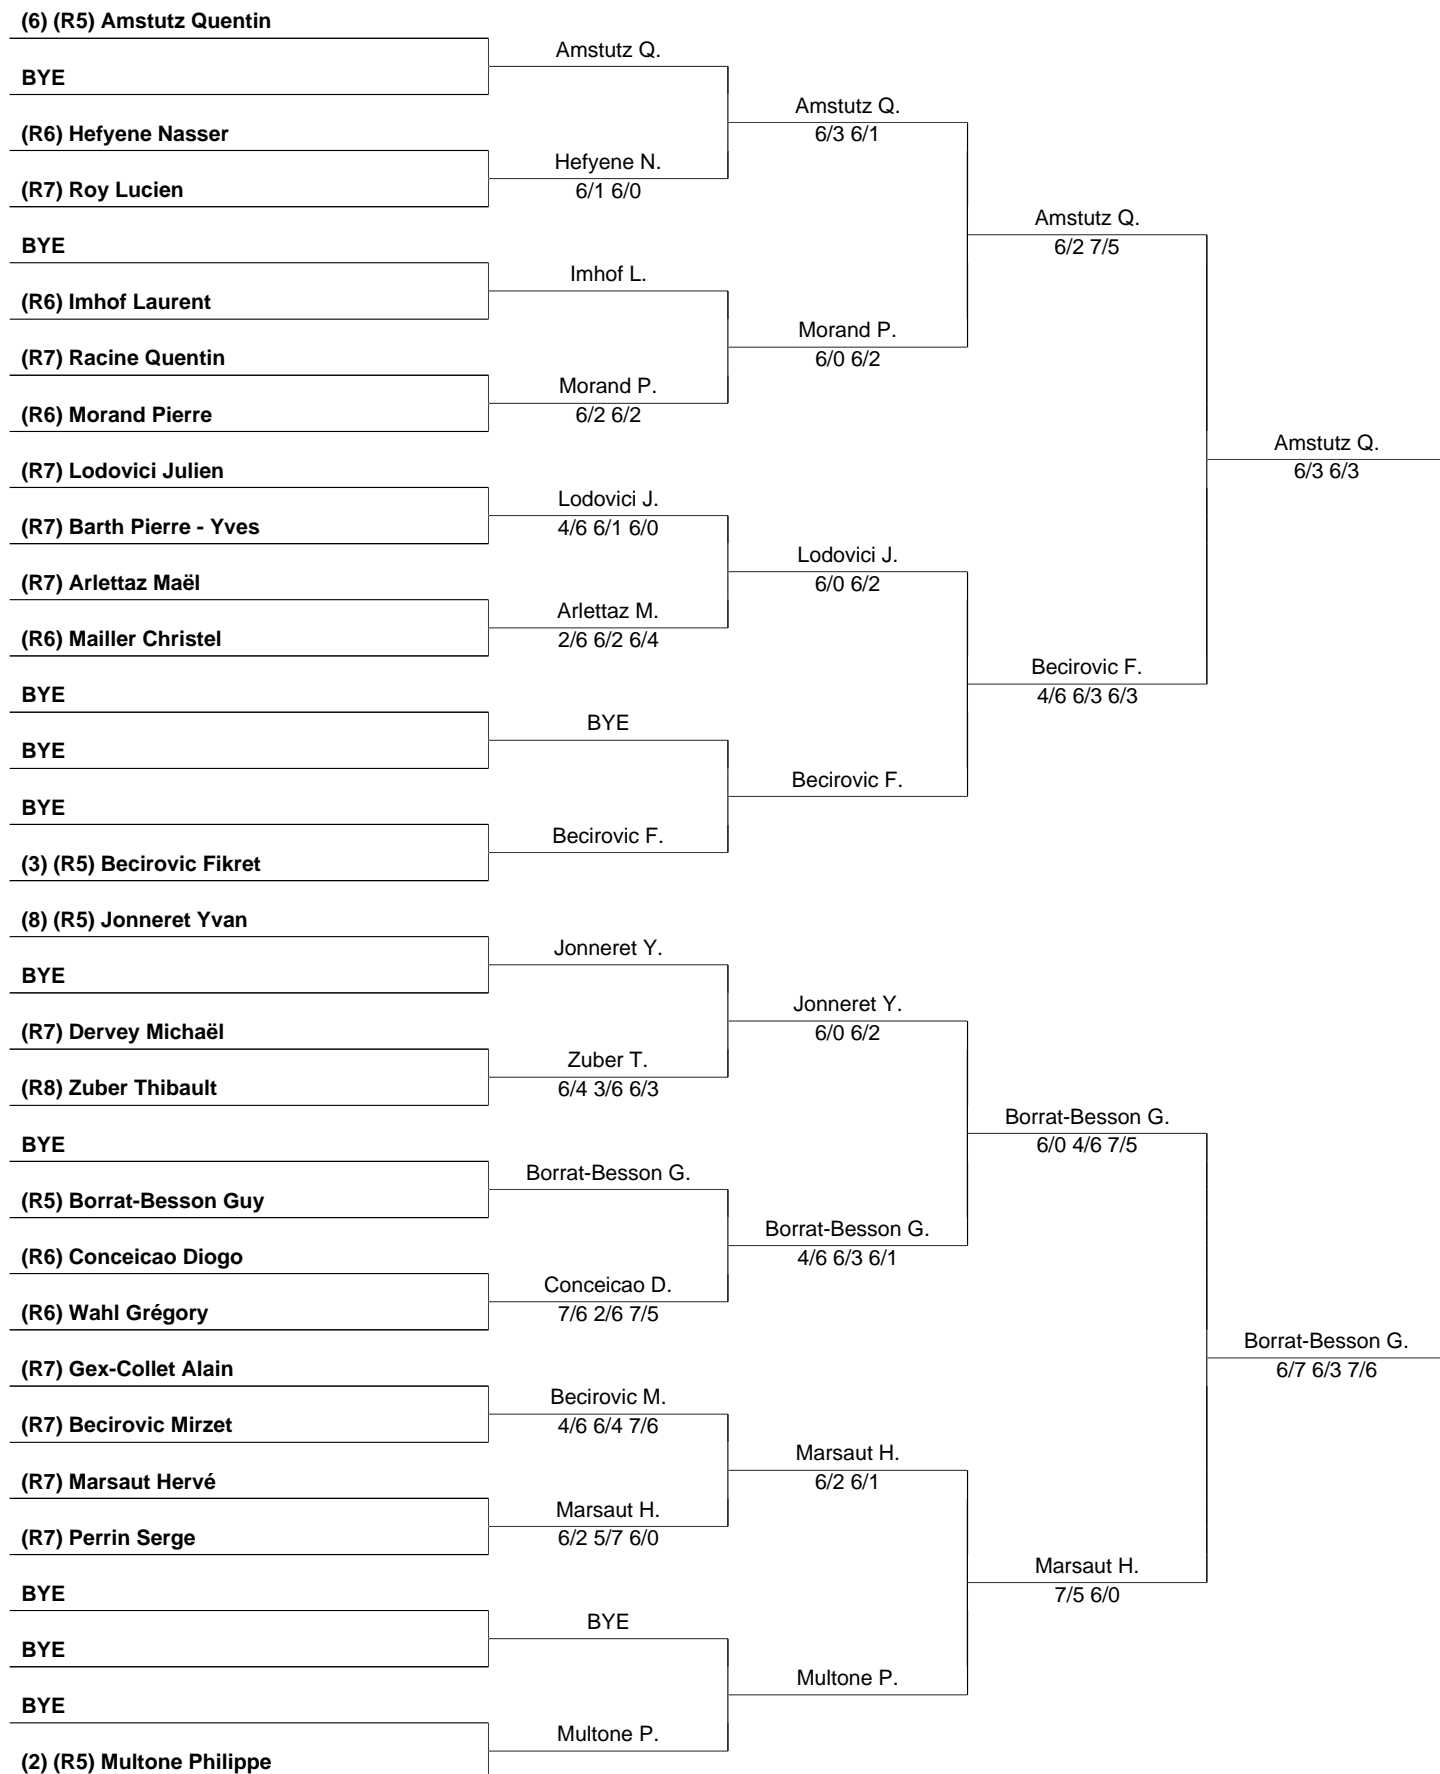 (6) (R5) Amstutz Quentin
Amstutz Q.
BYE
Amstutz Q.
6/3 6/1
(R6) Hefyene Nasser
Hefyene N.
6/1 6/0
(R7) Roy Lucien
Amstutz Q.
6/2 7/5
BYE
Imhof L.
(R6) Imhof Laurent
Morand P.
6/0 6/2
(R7) Racine Quentin
Morand P.
6/2 6/2
(R6) Morand Pierre
Amstutz Q.
6/3 6/3
(R7) Lodovici Julien
Lodovici J.
4/6 6/1 6/0
(R7) Barth Pierre - Yves
Lodovici J.
6/0 6/2
(R7) Arlettaz Maël
Arlettaz M.
2/6 6/2 6/4
(R6) Mailler Christel
Becirovic F.
4/6 6/3 6/3
BYE
BYE
BYE
Becirovic F.
BYE
Becirovic F.
(3) (R5) Becirovic Fikret
(8) (R5) Jonneret Yvan
Jonneret Y.
BYE
Jonneret Y.
6/0 6/2
(R7) Dervey Michaël
Zuber T.
6/4 3/6 6/3
(R8) Zuber Thibault
Borrat-Besson G.
6/0 4/6 7/5
BYE
Borrat-Besson G.
(R5) Borrat-Besson Guy
Borrat-Besson G.
4/6 6/3 6/1
(R6) Conceicao Diogo
Conceicao D.
7/6 2/6 7/5
(R6) Wahl Grégory
Borrat-Besson G.
6/7 6/3 7/6
(R7) Gex-Collet Alain
Becirovic M.
4/6 6/4 7/6
(R7) Becirovic Mirzet
Marsaut H.
6/2 6/1
(R7) Marsaut Hervé
Marsaut H.
6/2 5/7 6/0
(R7) Perrin Serge
Marsaut H.
7/5 6/0
BYE
BYE
BYE
Multone P.
BYE
Multone P.
(2) (R5) Multone Philippe